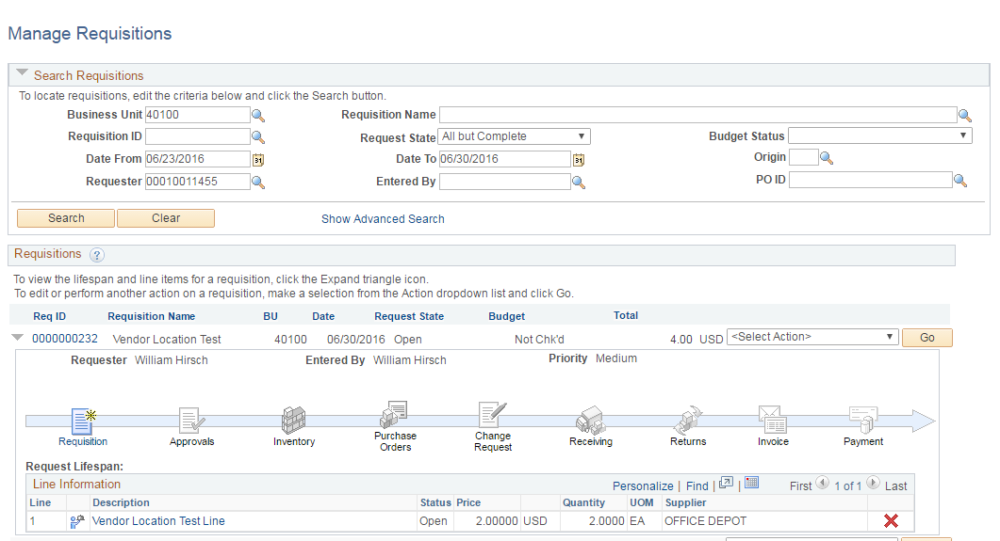 Manage Requisitions
Search Requisitions
To locate requisitions, edit the criteria below and click the Search button.
Business Unit 40100 Requisition Name
Requisition ID Request State All but Complete Budget Status
Date From 06/23/2016 31 Date To 06/30/2016 31 Origin
Requester 00010011455 Entered By PO ID
Search Clear Show Advanced Search
Requisitions ?
To view the lifespan and line items for a requisition, click the Expand triangle icon.
To edit or perform another action on a requisition, make a selection from the Action dropdown list and click Go.
Req ID Requisition Name BU Date Request State Budget Total
0000000232 Vendor Location Test 40100 06/30/2016 Open Not Chk'd 4.00 USD <Select Action> Go
Requester William Hirsch Entered By William Hirsch Priority Medium
Requisition Approvals Inventory Purchase Orders Change Request Receiving Returns Invoice Payment
Request Lifespan:
Line Information Personalize | Find | | First 1 of 1 Last
Line Description Status Price Quantity UOM Supplier
1 Vendor Location Test Line Open 2.00000 USD 2.0000 EA OFFICE DEPOT